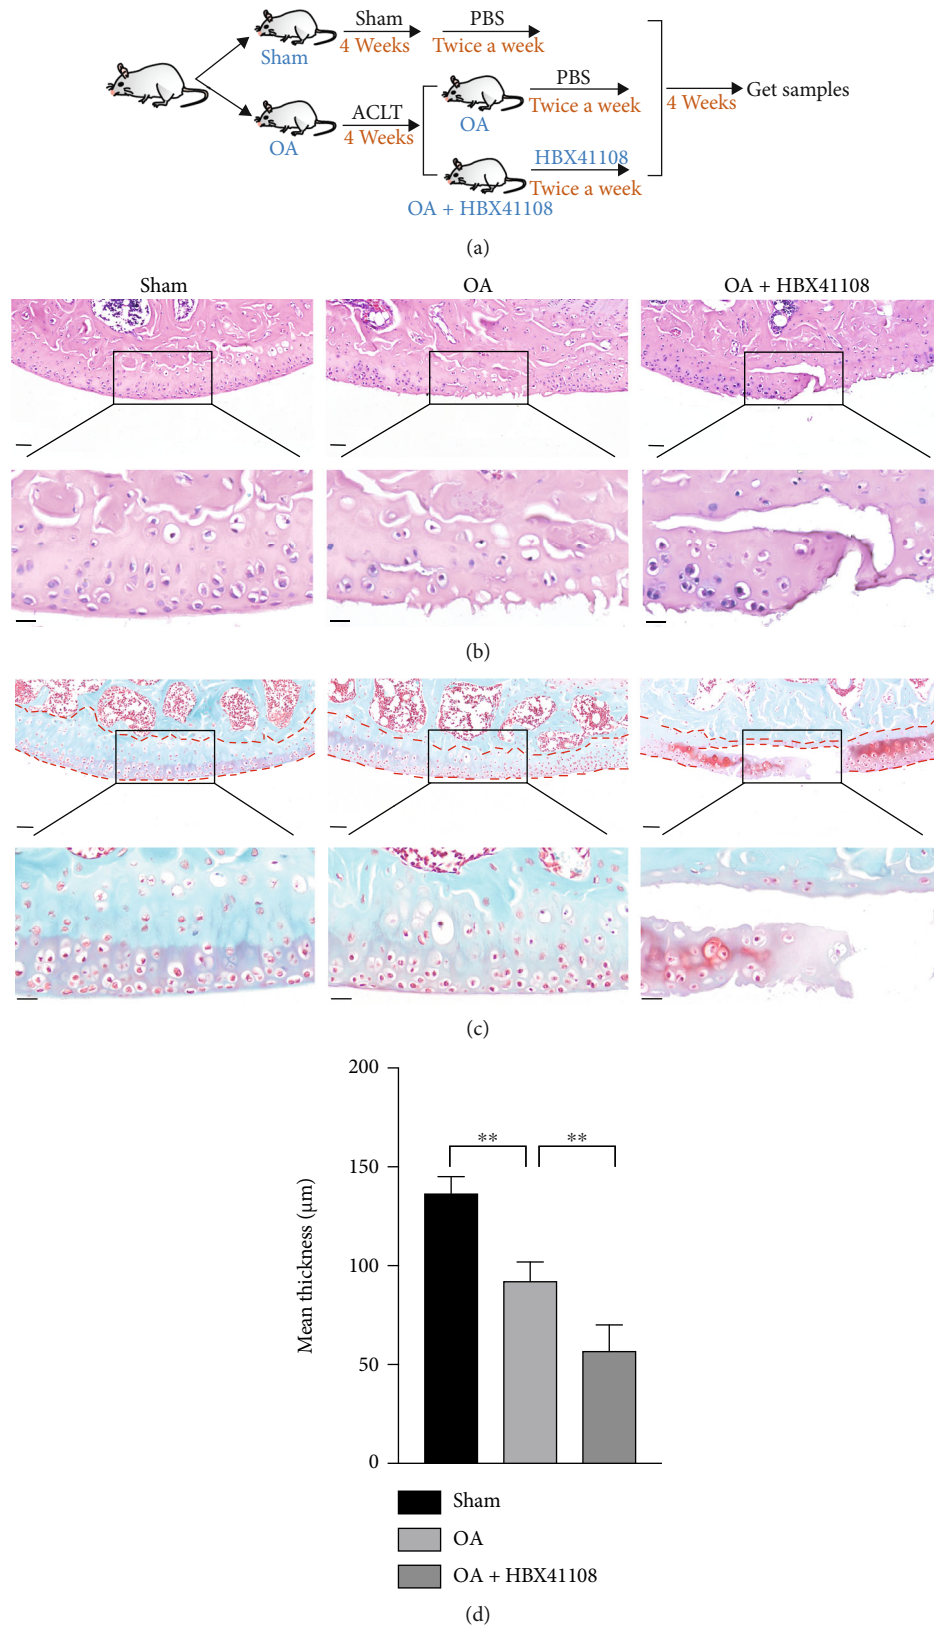 Sham
PBS
4 Weeks
Twice a week
Sham
ACLT
4 Weeks
OA
PBS
Twice a week
OA
HBX41108
Twice a week
OA + HBX41108
4 Weeks
Get samples
(a)
Sham
OA
OA + HBX41108
(b)
(c)
200
150
100
50
0
Mean thickness (μm)
**
**
Sham
OA
OA + HBX41108
(d)